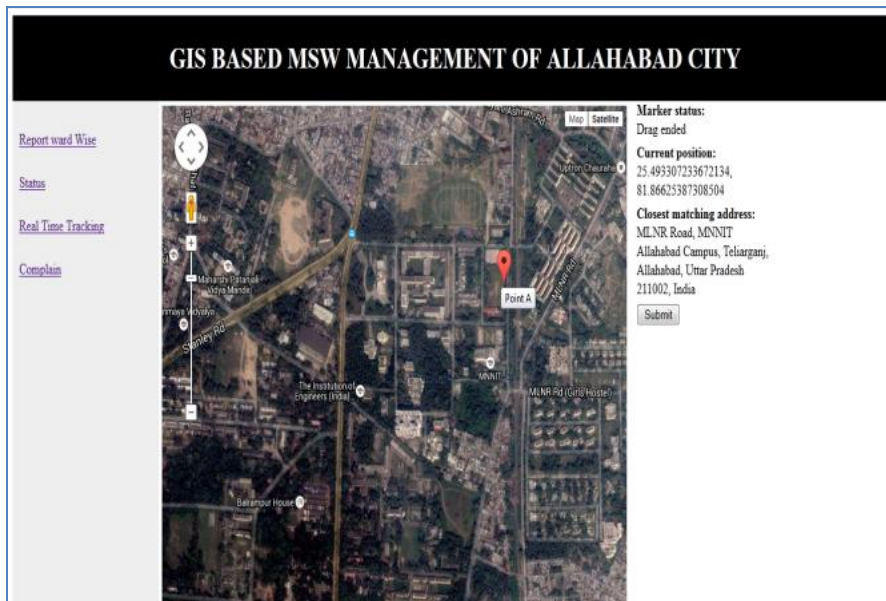 GIS BASED MSW MANAGEMENT OF ALLAHABAD CITY
Report ward Wise
Status
Real Time Tracking
Complain
Map
Satellite
Uptron Chauraha
Maharshi Patanjali
Vidya Mandir
Stanley Rd
Point A
MLNR Rd
MNNIT
The Institution of
Engineers (India)
MLNR Rd (Girls Hostel)
Balrampur House
Marker status:
Drag ended
Current position:
25.493307233672134,
81.86625387308504
Closest matching address:
MLNR Road, MNNIT
Allahabad Campus, Teliarganj,
Allahabad, Uttar Pradesh
211002, India
Submit